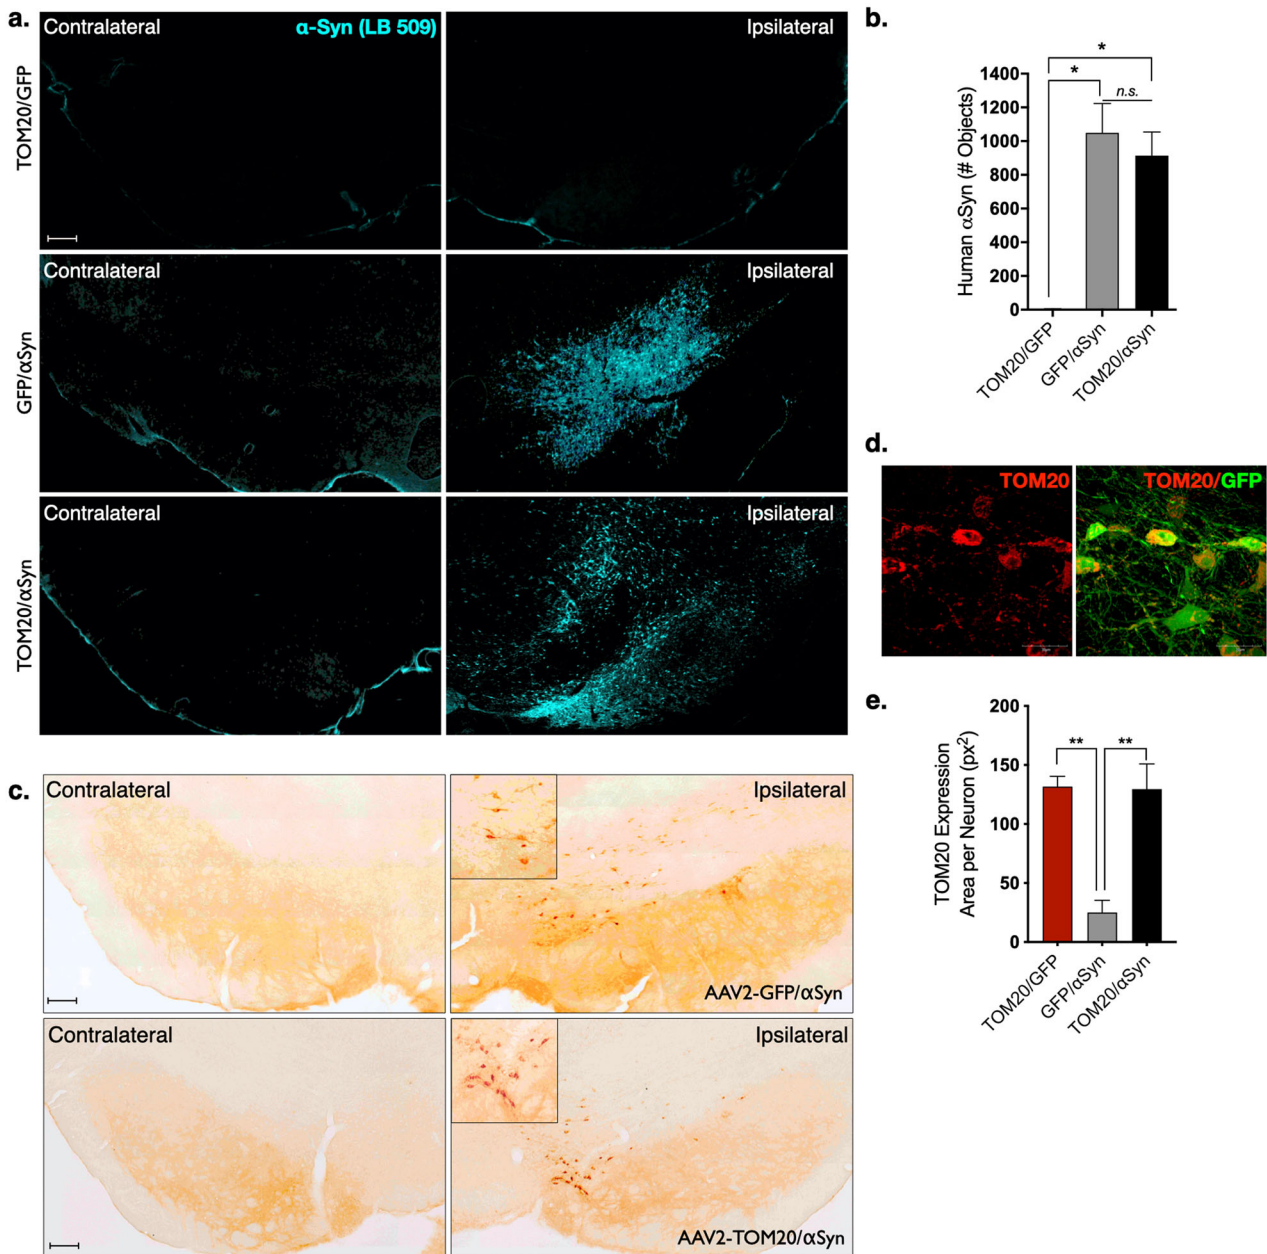 a.
Contralateral
α-Syn (LB 509)
Ipsilateral
TOM20/GFP
Contralateral
Ipsilateral
GFP/αSyn
Contralateral
Ipsilateral
TOM20/αSyn
b.
*
*
n.s.
1400
1200
1000
800
600
400
200
0
Human αSyn (# Objects)
TOM20/GFP
GFP/αSyn
TOM20/αSyn
c.
Contralateral
Ipsilateral
AAV2-GFP/αSyn
Contralateral
Ipsilateral
AAV2-TOM20/αSyn
d.
TOM20
TOM20/GFP
e.
200
150
100
50
0
**
**
TOM20 Expression
Area per Neuron (px²)
TOM20/GFP
GFP/αSyn
TOM20/αSyn